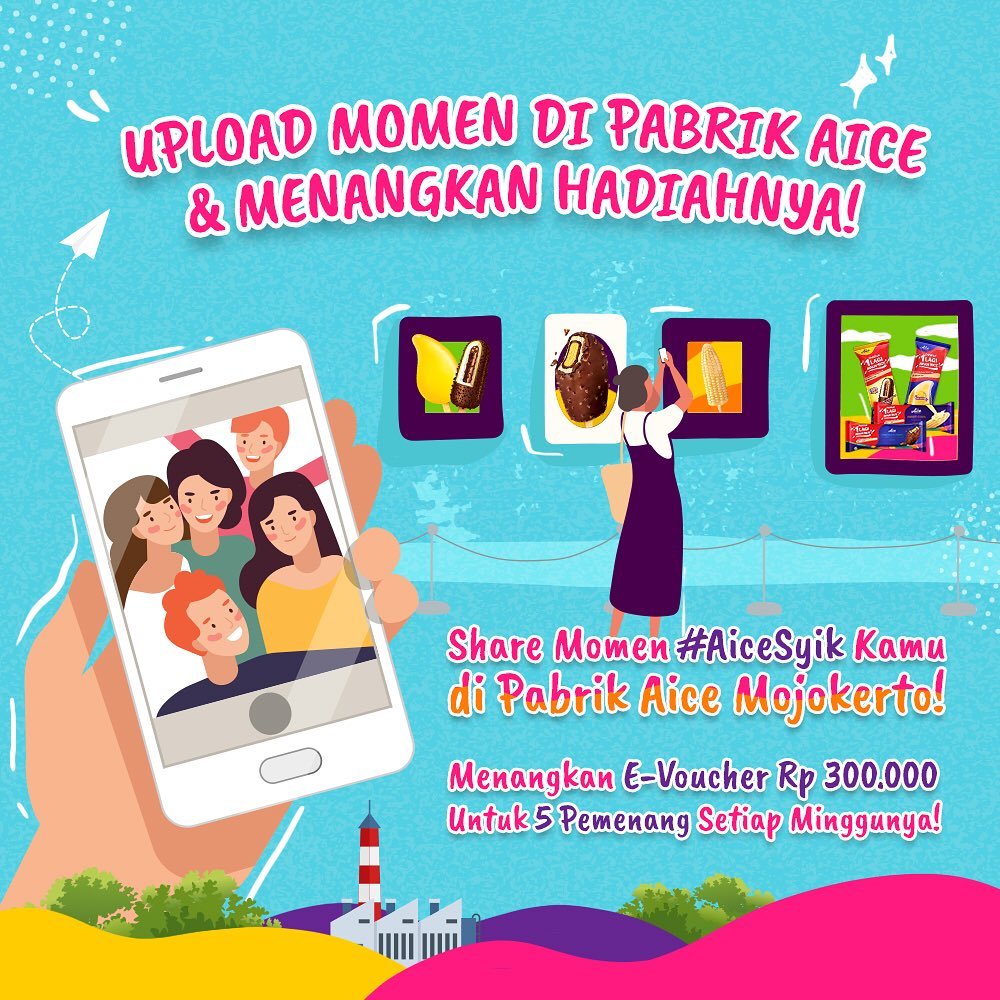 UPLOAD MOMEN DI PABRIK AICE
& MENANGKAN HADIAHNYA!
Share Momen #AiceSyik Kamu
di Pabrik Aice Mojokerto!
Menangkan E-Voucher Rp 300.000
Untuk 5 Pemenang Setiap Minggunya!